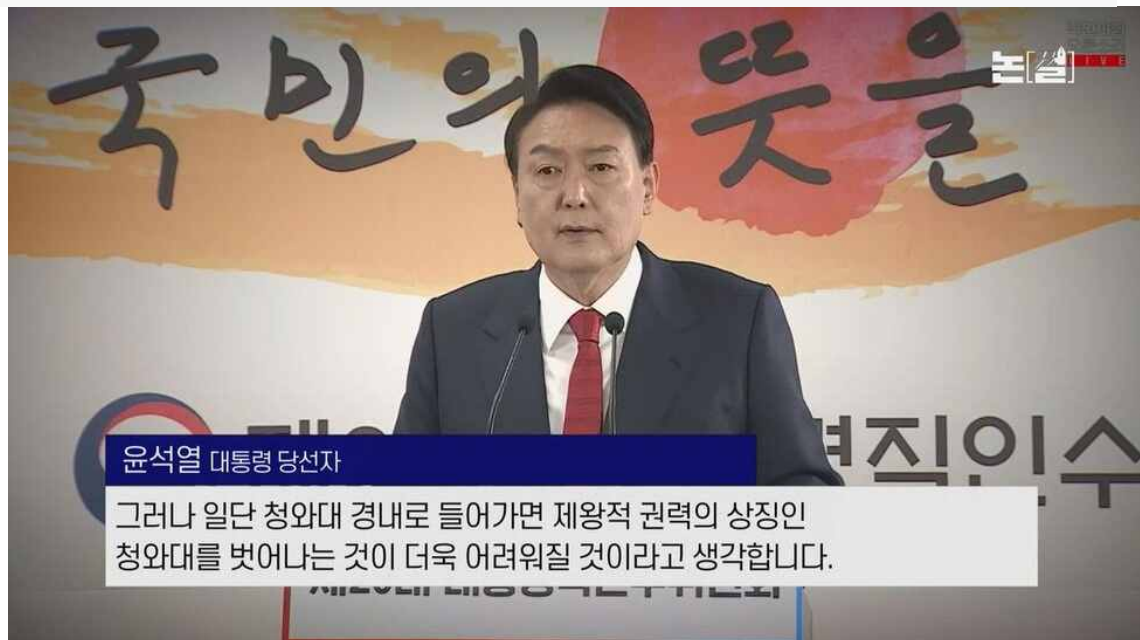 국민의 뜻을
논[설]
LIVE
윤석열 대통령 당선자
그러나 일단 청와대 경내로 들어가면 제왕적 권력의 상징인
청와대를 벗어나는 것이 더욱 어려워질 것이라고 생각합니다.